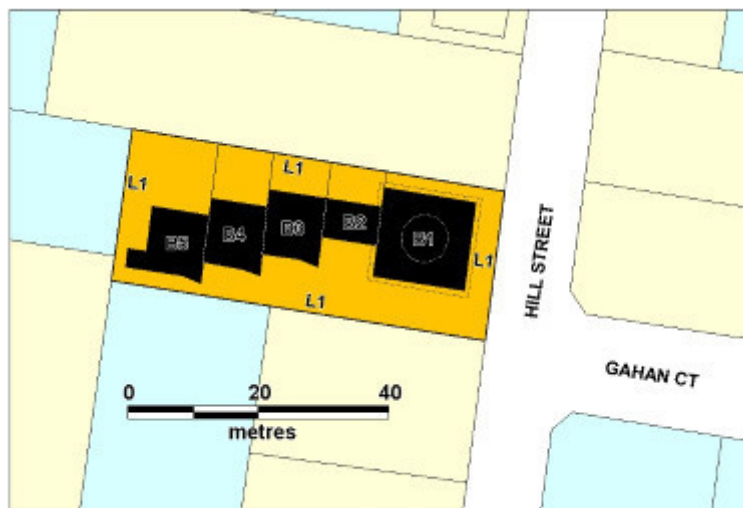 L1
L1
B5
B4
B3
B2
B1
L1
L1
HILL STREET
GAHAN CT
0 20 40
metres